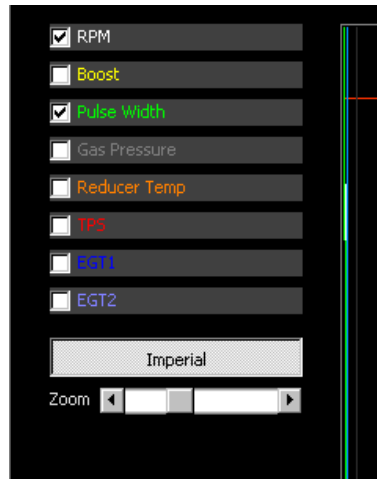 RPM
Boost
Pulse Width
Gas Pressure
Reducer Temp
TPS
EGT1
EGT2
Imperial
Zoom